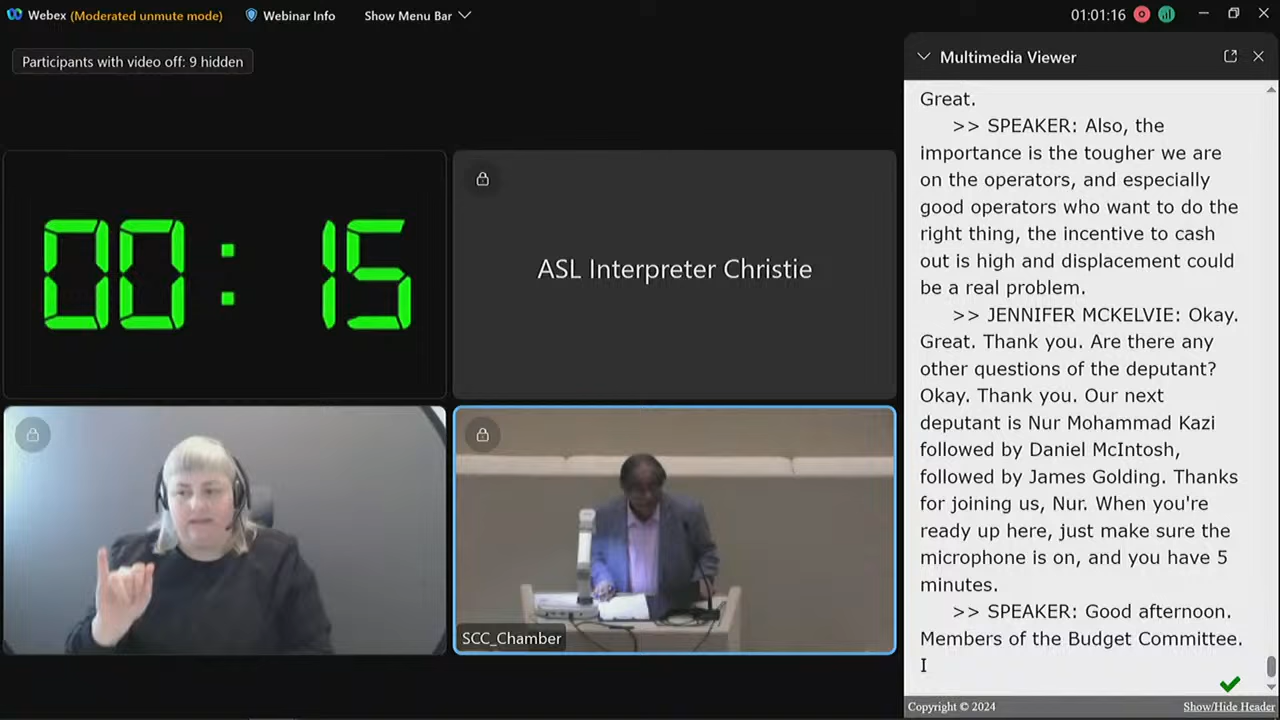 Webex (Moderated unmute mode) Webinar Info Show Menu Bar 01:01:16
Participants with video off: 9 hidden
00:15
ASL Interpreter Christie
SCC_Chamber
Multimedia Viewer
Great.
>> SPEAKER: Also, the
importance is the tougher we are
on the operators, and especially
good operators who want to do the
right thing, the incentive to cash
out is high and displacement could
be a real problem.
>> JENNIFER MCKELVIE: Okay.
Great. Thank you. Are there any
other questions of the deputant?
Okay. Thank you. Our next
deputant is Nur Mohammad Kazi
followed by Daniel McIntosh,
followed by James Golding. Thanks
for joining us, Nur. When you're
ready up here, just make sure the
microphone is on, and you have 5
minutes.
>> SPEAKER: Good afternoon.
Members of the Budget Committee.
I
Copyright © 2024 Show/Hide Header